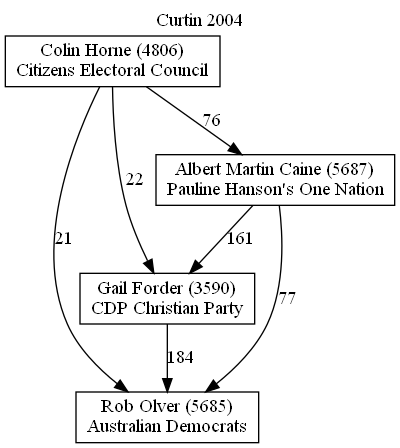 Curtin 2004
Colin Horne (4806)
Citizens Electoral Council
76
Albert Martin Caine (5687)
Pauline Hanson's One Nation
22
21
161
Gail Forder (3590)
CDP Christian Party
77
184
Rob Olver (5685)
Australian Democrats